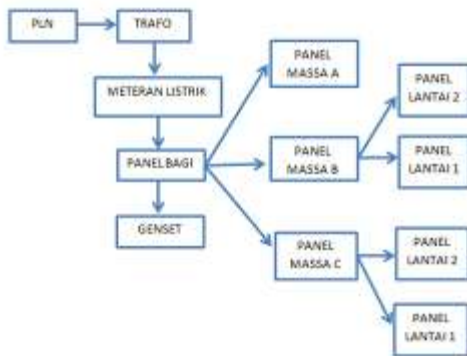 PLN
TRAFO
METERAN LISTRIK
PANEL BAGI
GENSET
PANEL
MASSA A
PANEL
MASSA B
PANEL
LANTAI 2
PANEL
LANTAI 1
PANEL
MASSA C
PANEL
LANTAI 2
PANEL
LANTAI 1